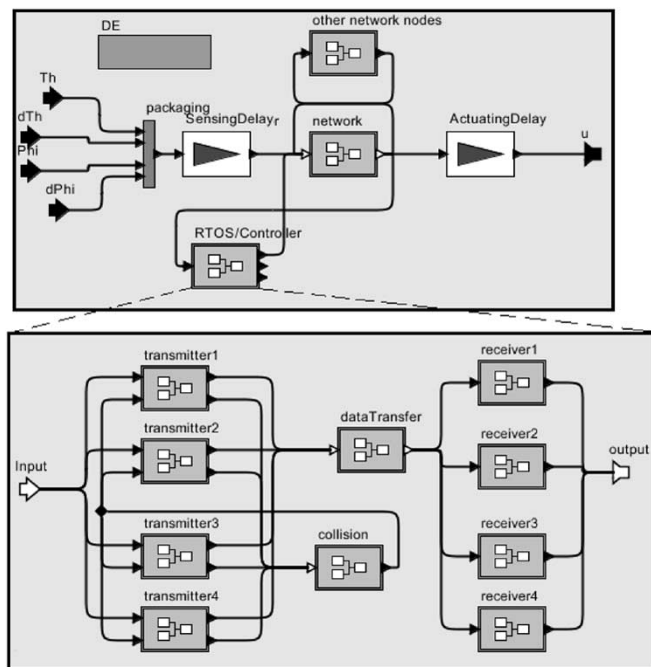 DE
other network nodes
Th
packaging
SensingDelay
r
network
ActuatingDelay
dTh
u
Phi
dPhi
RTOS/Controller
transmitter1
receiver1
dataTransfer
transmitter2
receiver2
Input
output
transmitter3
collision
receiver3
transmitter4
receiver4